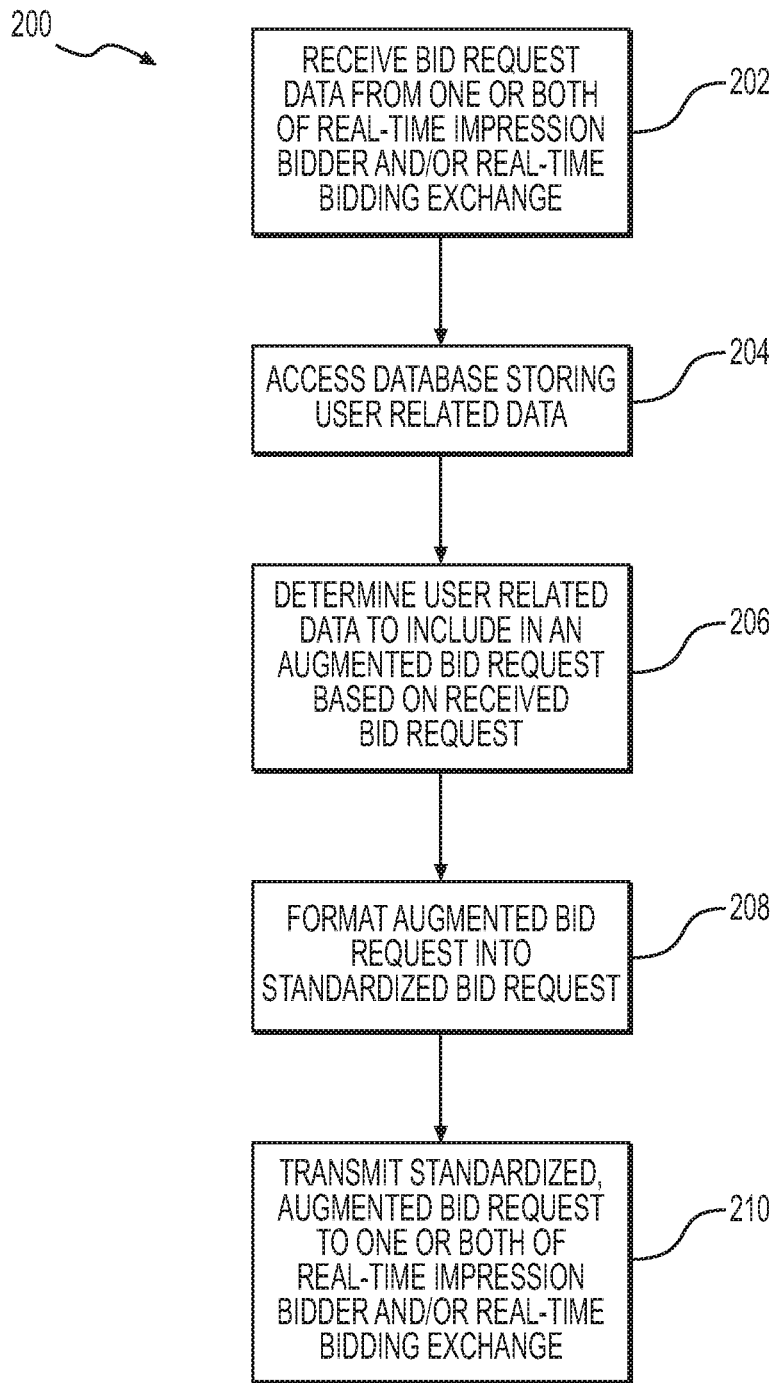 200
RECEIVE BID REQUEST
DATA FROM ONE OR BOTH
OF REAL-TIME IMPRESSION
BIDDER AND/OR REAL-TIME
BIDDING EXCHANGE
202
ACCESS DATABASE STORING
USER RELATED DATA
204
DETERMINE USER RELATED
DATA TO INCLUDE IN AN
AUGMENTED BID REQUEST
BASED ON RECEIVED
BID REQUEST
206
FORMAT AUGMENTED BID
REQUEST INTO
STANDARDIZED BID REQUEST
208
TRANSMIT STANDARDIZED,
AUGMENTED BID REQUEST
TO ONE OR BOTH OF
REAL-TIME IMPRESSION
BIDDER AND/OR REAL-TIME
BIDDING EXCHANGE
210